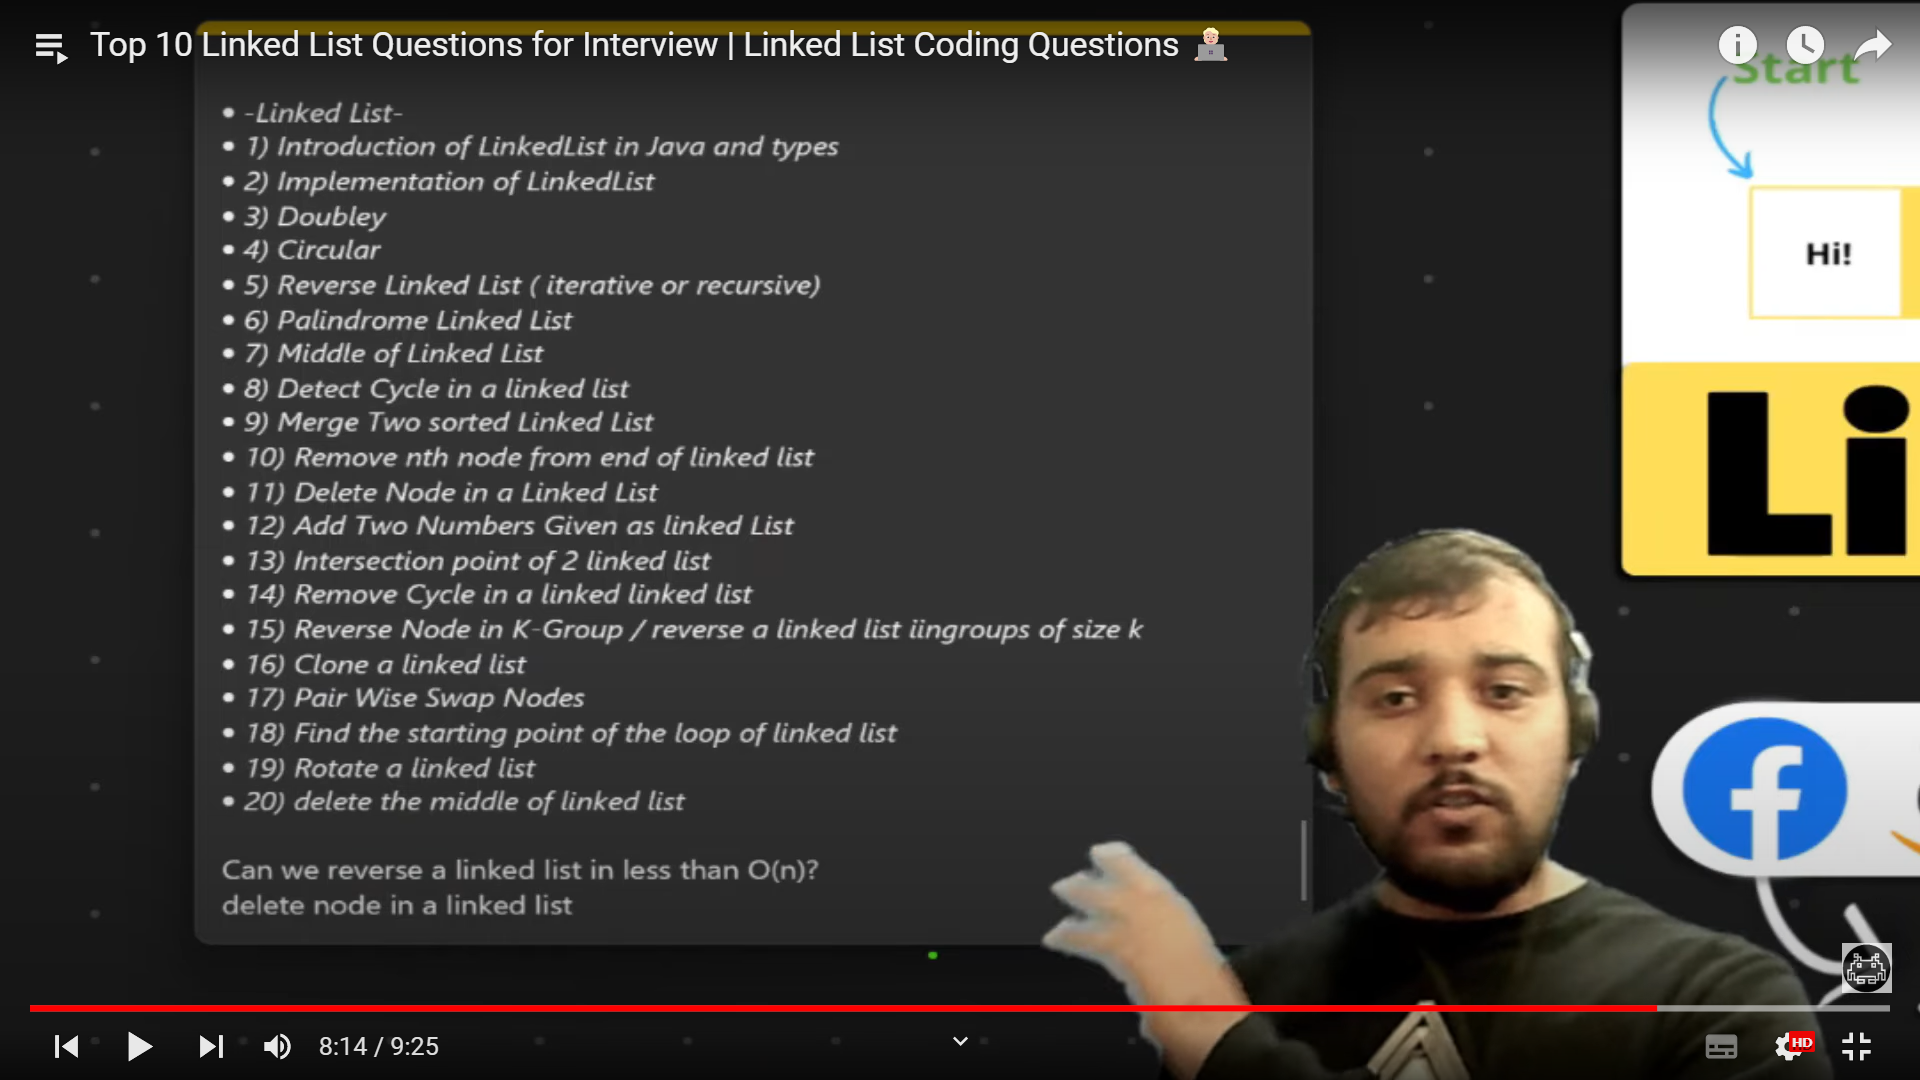 Top 10 Linked List Questions for Interview | Linked List Coding Questions
Start
Hi!
Li
• -Linked List-
• 1) Introduction of LinkedList in Java and types
• 2) Implementation of LinkedList
• 3) Doubley
• 4) Circular
• 5) Reverse Linked List ( iterative or recursive)
• 6) Palindrome Linked List
• 7) Middle of Linked List
• 8) Detect Cycle in a linked list
• 9) Merge Two sorted Linked List
• 10) Remove nth node from end of linked list
• 11) Delete Node in a Linked List
• 12) Add Two Numbers Given as linked List
• 13) Intersection point of 2 linked list
• 14) Remove Cycle in a linked linked list
• 15) Reverse Node in K-Group / reverse a linked list iingroups of size k
• 16) Clone a linked list
• 17) Pair Wise Swap Nodes
• 18) Find the starting point of the loop of linked list
• 19) Rotate a linked list
• 20) delete the middle of linked list
Can we reverse a linked list in less than O(n)?
delete node in a linked list
8:14 / 9:25
HD